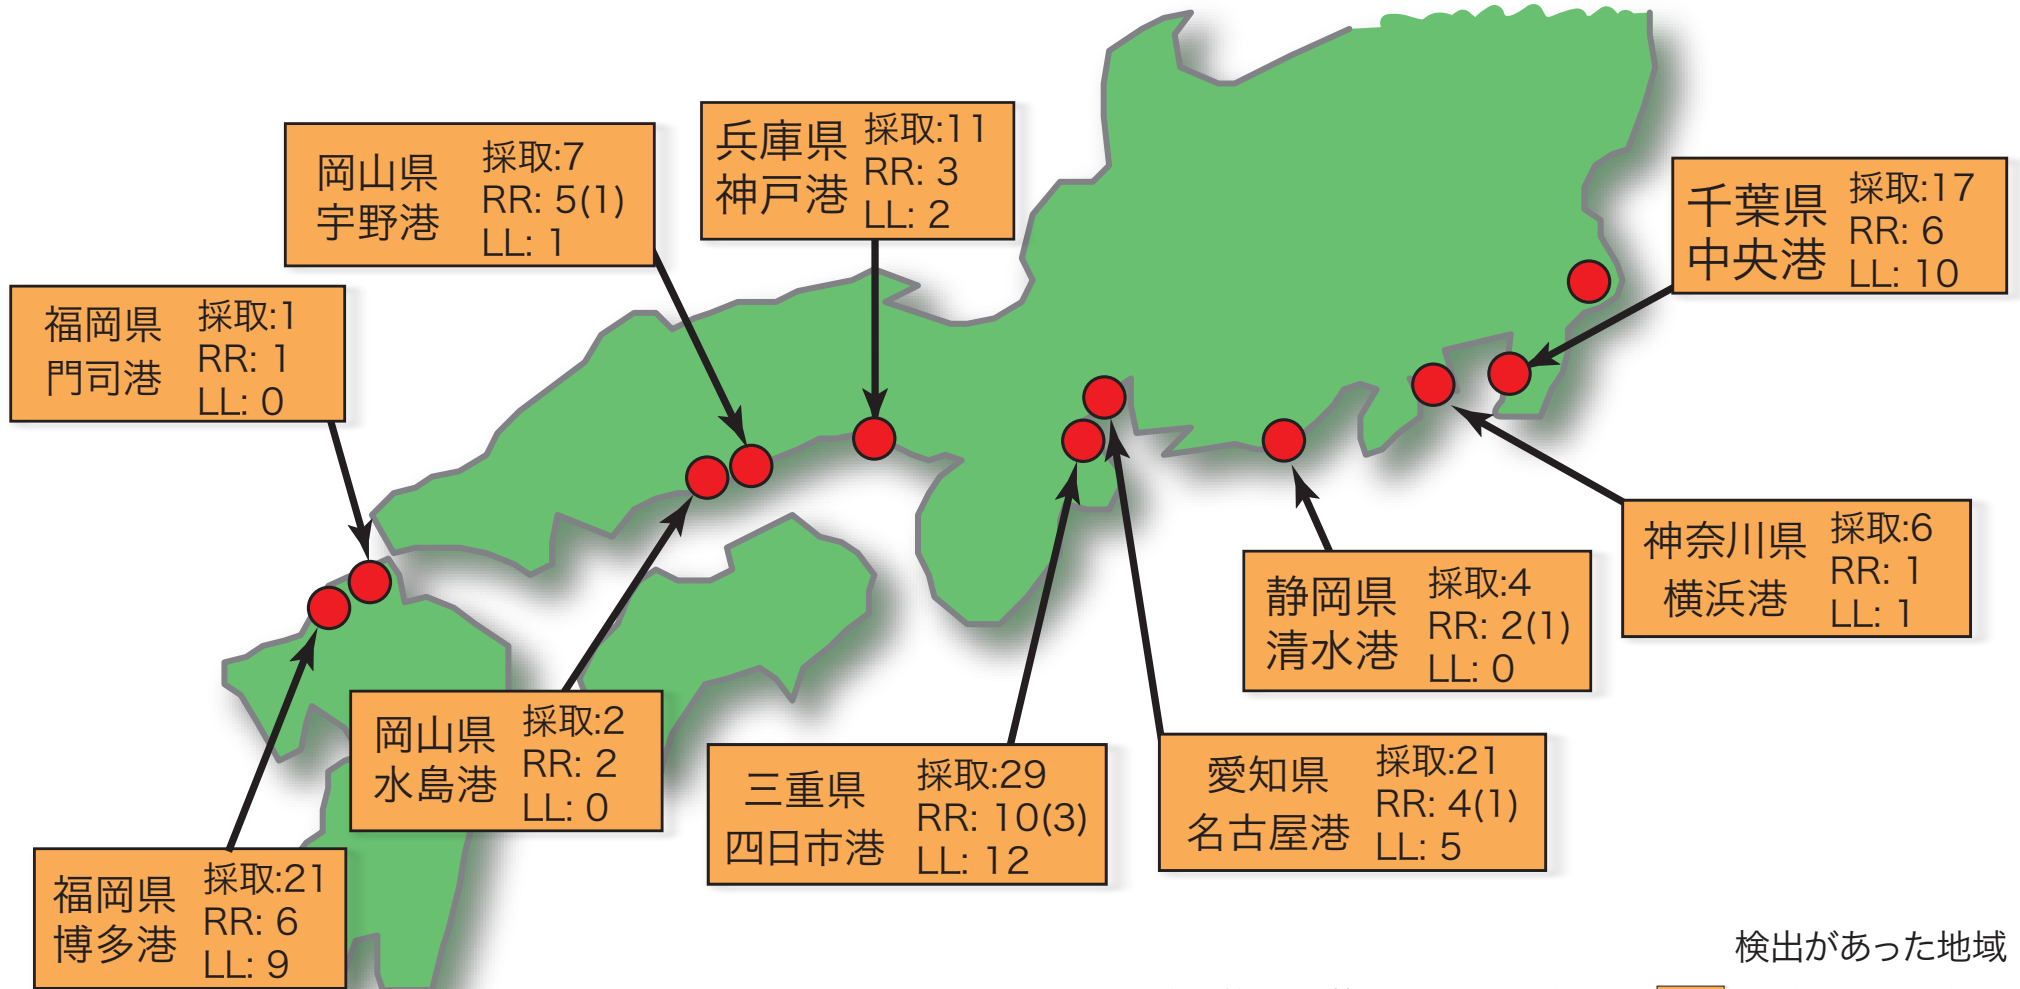 兵庫県
神戸港
採取:11
RR: 3
LL: 2
岡山県
宇野港
採取:7
RR: 5(1)
LL: 1
千葉県
中央港
採取:17
RR: 6
LL: 10
福岡県
門司港
採取:1
RR: 1
LL: 0
神奈川県
横浜港
採取:6
RR: 1
LL: 1
静岡県
清水港
採取:4
RR: 2(1)
LL: 0
岡山県
水島港
採取:2
RR: 2
LL: 0
三重県
四日市港
採取:29
RR: 10(3)
LL: 12
愛知県
名古屋港
採取:21
RR: 4(1)
LL: 5
福岡県
博多港
採取:21
RR: 6
LL: 9
検出があった地域